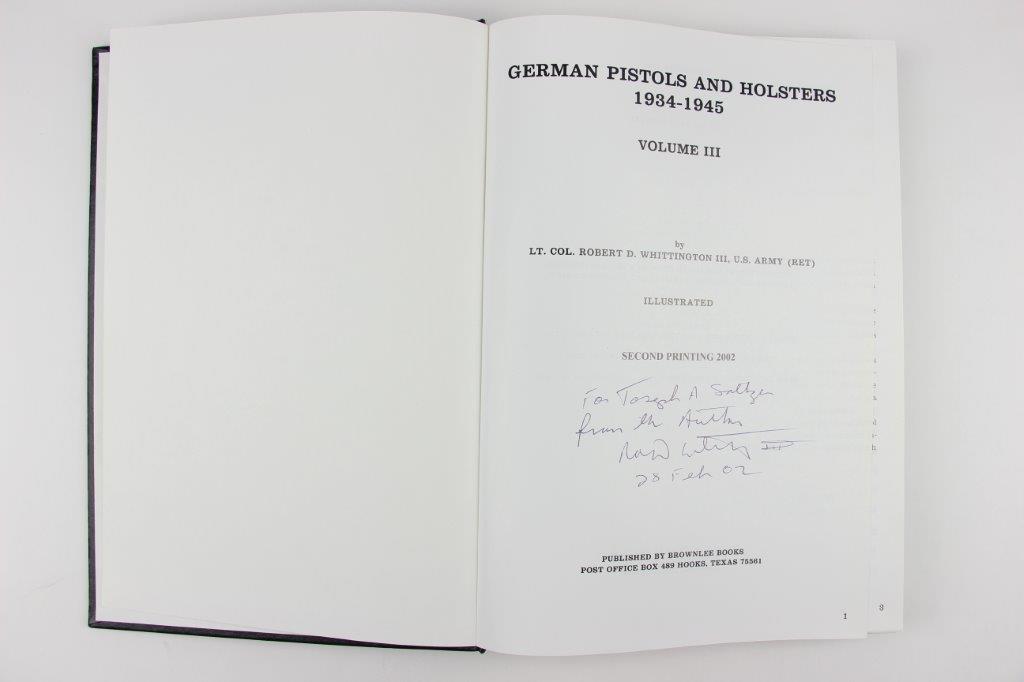 GERMAN PISTOLS AND HOLSTERS
1934-1945
VOLUME III
by
LT. COL. ROBERT D. WHITTINGTON III, U.S. ARMY (RET)
ILLUSTRATED
SECOND PRINTING 2002
For Joseph A Saltzer
from the Author
III
28 Feb 02
PUBLISHED BY BROWNLEE BOOKS
POST OFFICE BOX 489 HOOKS, TEXAS 75561
1
3